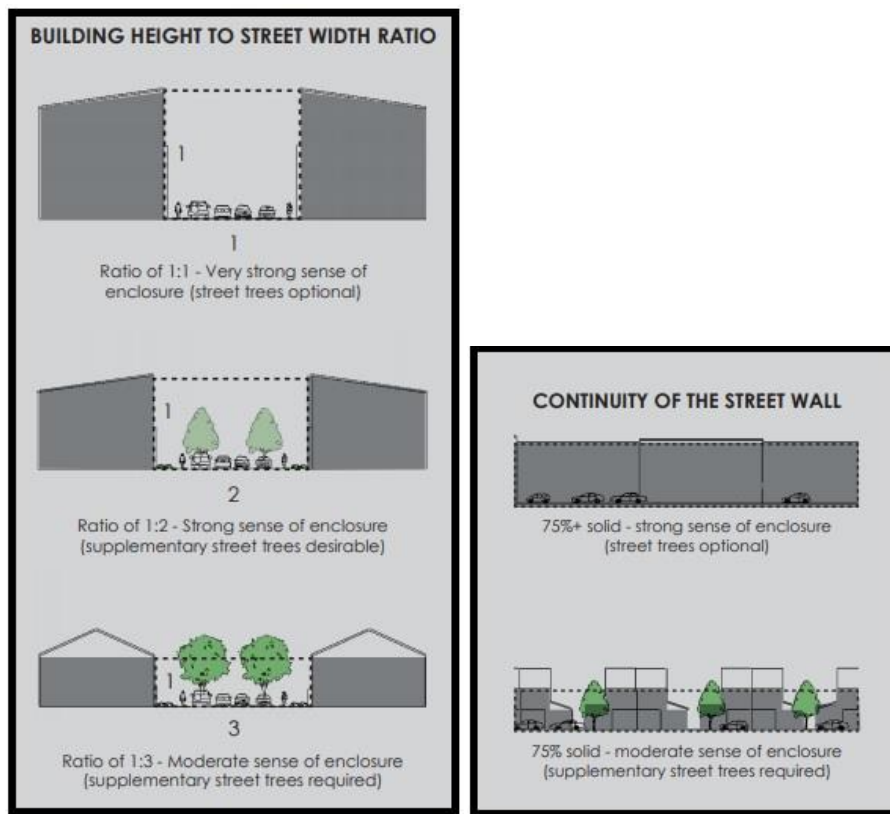 BUILDING HEIGHT TO STREET WIDTH RATIO
1
1
Ratio of 1:1 - Very strong sense of
enclosure (street trees optional)
1
2
Ratio of 1:2 - Strong sense of enclosure
(supplementary street trees desirable)
1
3
Ratio of 1:3 - Moderate sense of enclosure
(supplementary street trees required)
CONTINUITY OF THE STREET WALL
75%+ solid - strong sense of enclosure
(street trees optional)
75% solid - moderate sense of enclosure
(supplementary street trees required)